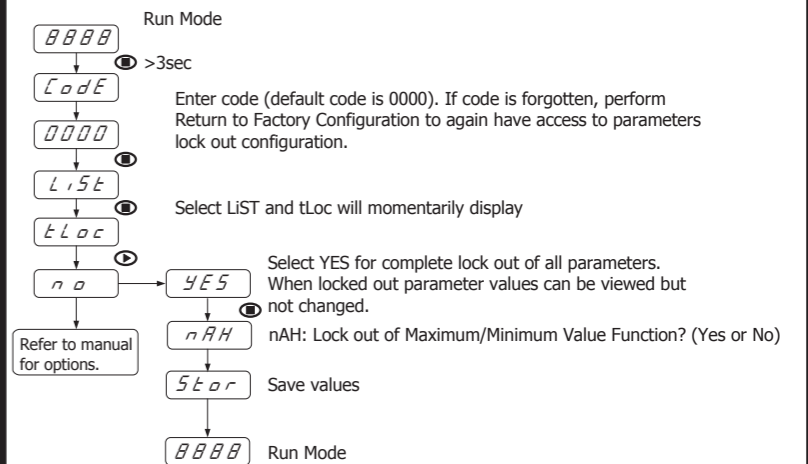 Run Mode
8888
>3sec
CodE
Enter code (default code is 0000). If code is forgotten, perform
Return to Factory Configuration to again have access to parameters
lock out configuration.
0000
LiSt
Select LiST and tLoc will momentarily display
tLoc
no
YES
Select YES for complete lock out of all parameters.
When locked out parameter values can be viewed but
not changed.
Refer to manual
for options.
nAH
nAH: Lock out of Maximum/Minimum Value Function? (Yes or No)
Stor
Save values
8888
Run Mode